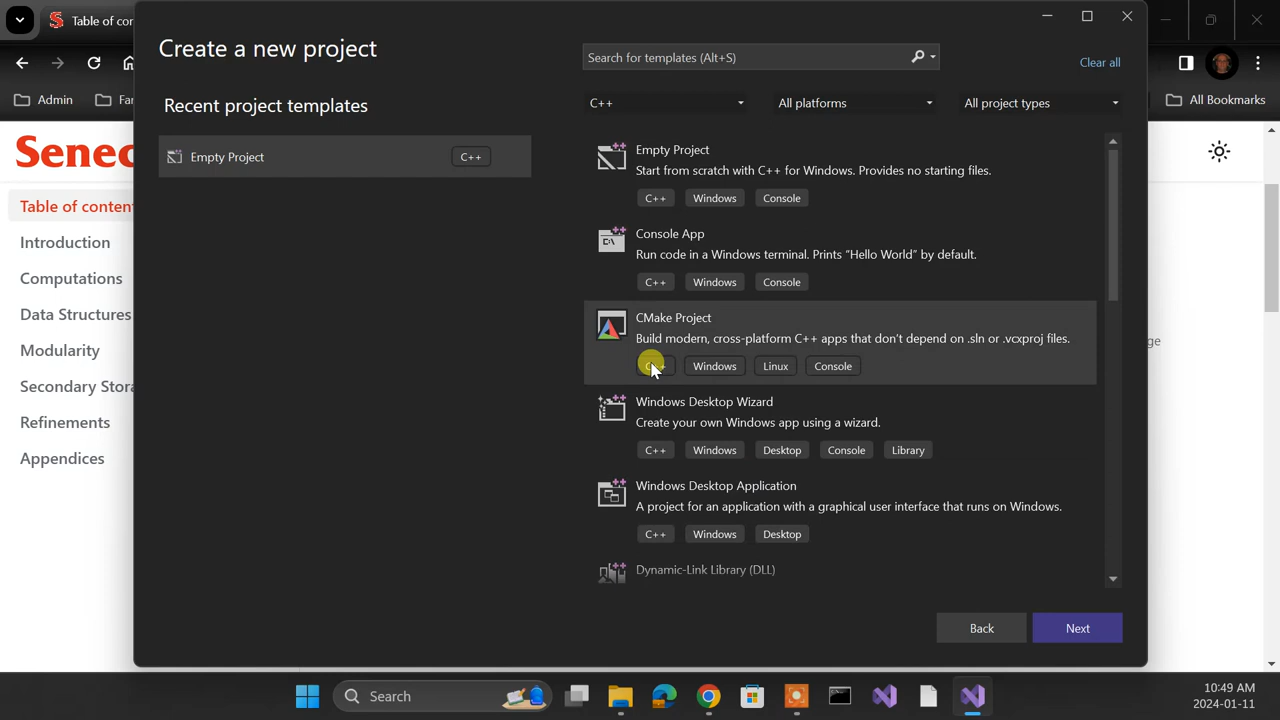 Table of cor
Create a new project
Search for templates (Alt+S)
Clear all
Recent project templates
C++
All platforms
All project types
Admin
Far
All Bookmarks
Empty Project
C++
Senec
Table of content
Introduction
Computations
Data Structures
Modularity
Secondary Stora
Refinements
Appendices
Empty Project
Start from scratch with C++ for Windows. Provides no starting files.
C++ Windows Console
Console App
Run code in a Windows terminal. Prints “Hello World” by default.
C++ Windows Console
CMake Project
Build modern, cross-platform C++ apps that don’t depend on .sln or .vcxproj files.
Windows Linux Console
Windows Desktop Wizard
Create your own Windows app using a wizard.
C++ Windows Desktop Console Library
Windows Desktop Application
A project for an application with a graphical user interface that runs on Windows.
C++ Windows Desktop
Dynamic-Link Library (DLL)
ge
Back
Next
Search
10:49 AM
2024-01-11